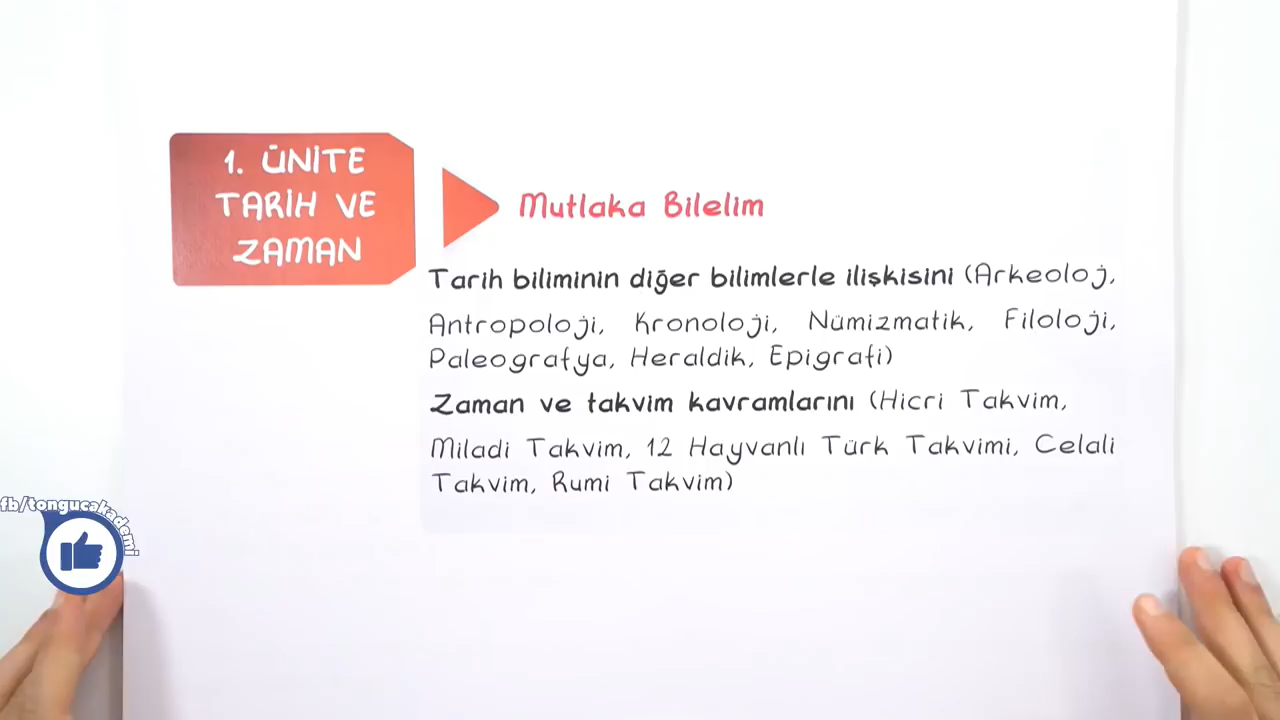 1. ÜNİTE
TARİH VE
ZAMAN
Mutlaka Bilelim
Tarih biliminin diğer bilimlerle ilişkisini (Arkeoloj,
Antropoloji, Kronoloji, Nümizmatik, Filoloji,
Paleografya, Heraldik, Epigrafi)
Zaman ve takvim kavramlarını (Hicri Takvim,
Miladi Takvim, 12 Hayvanlı Türk Takvimi, Celali
Takvim, Rumi Takvim)
fb/tongucakademi